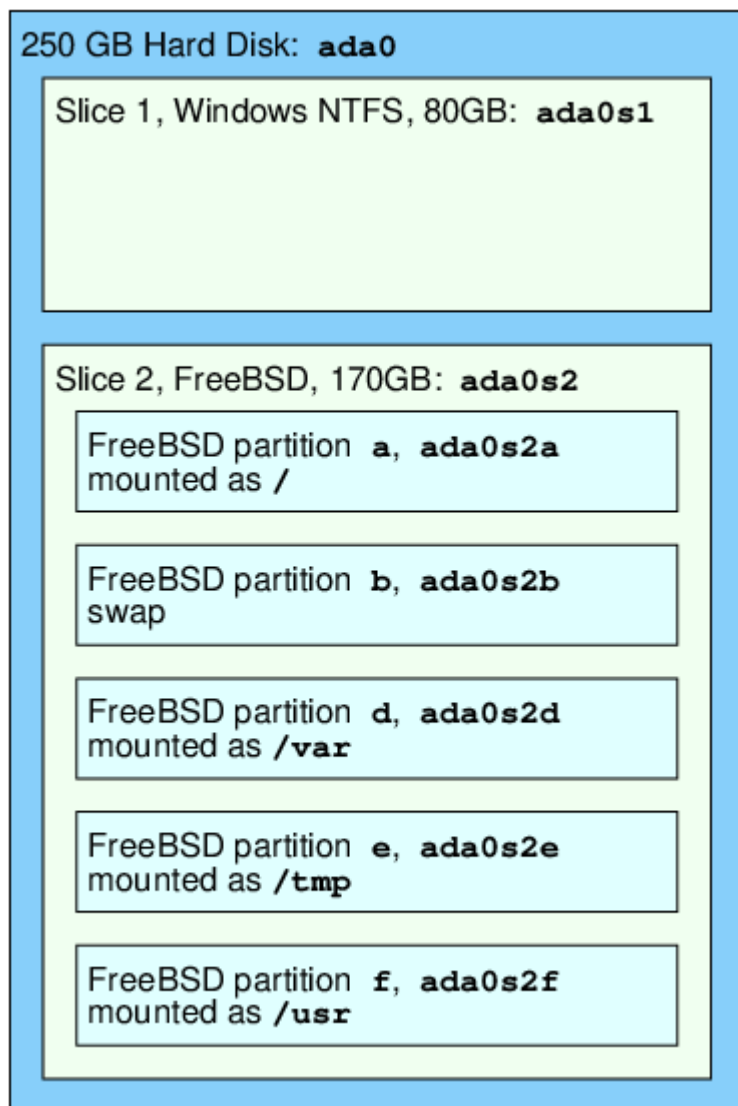 250 GB Hard Disk: ada0
Slice 1, Windows NTFS, 80GB: ada0s1
Slice 2, FreeBSD, 170GB: ada0s2
FreeBSD partition a, ada0s2a
mounted as /
FreeBSD partition b, ada0s2b
swap
FreeBSD partition d, ada0s2d
mounted as /var
FreeBSD partition e, ada0s2e
mounted as /tmp
FreeBSD partition f, ada0s2f
mounted as /usr